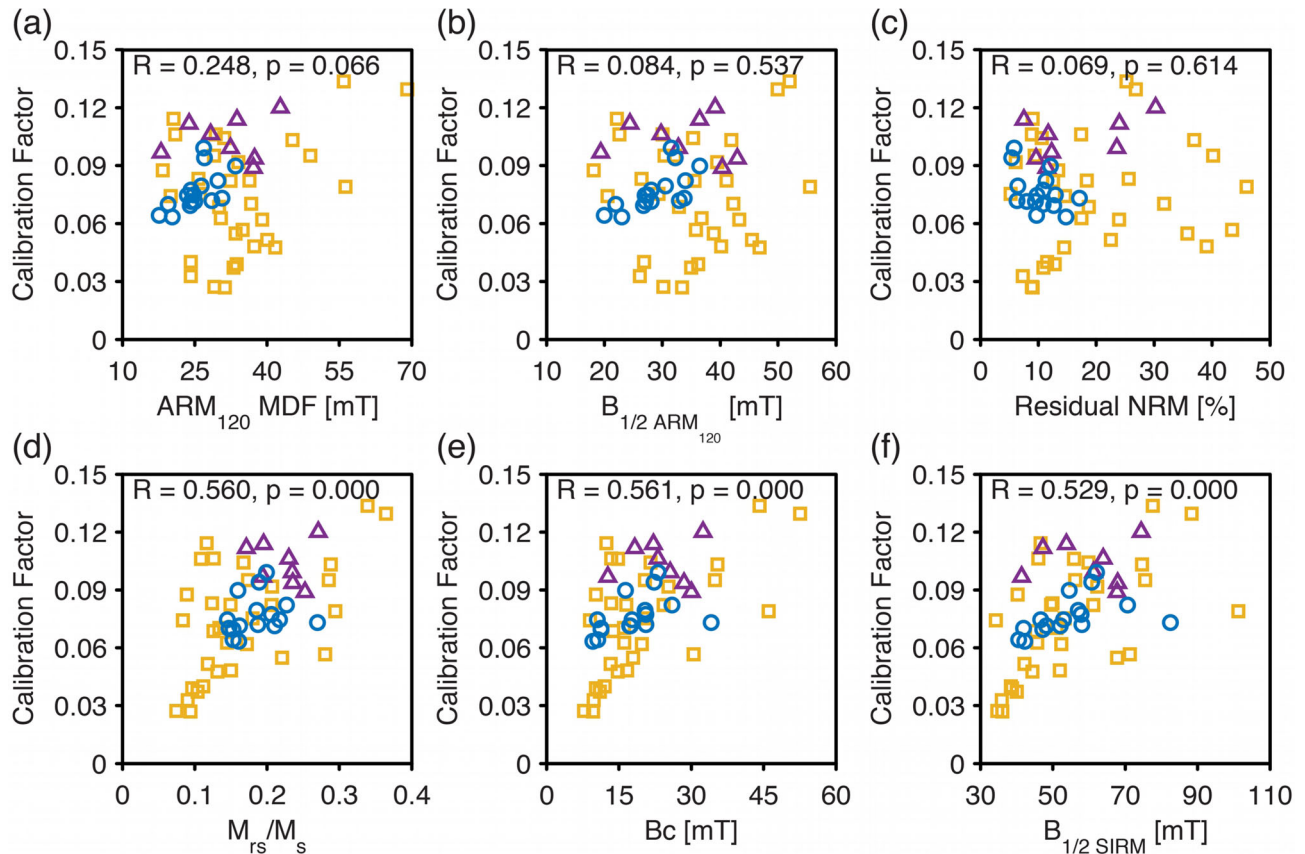 (a)
R = 0.248, p = 0.066
Calibration Factor
0.15
0.12
0.09
0.06
0.03
0
10
25
40
55
70
ARM120 MDF [mT]
(b)
R = 0.084, p = 0.537
Calibration Factor
0.15
0.12
0.09
0.06
0.03
0
10
20
30
40
50
60
B1/2 ARM120 [mT]
(c)
R = 0.069, p = 0.614
Calibration Factor
0.15
0.12
0.09
0.06
0.03
0
0
10
20
30
40
50
Residual NRM [%]
(d)
R = 0.560, p = 0.000
Calibration Factor
0.15
0.12
0.09
0.06
0.03
0
0
0.1
0.2
0.3
0.4
Mrs/Ms
(e)
R = 0.561, p = 0.000
Calibration Factor
0.15
0.12
0.09
0.06
0.03
0
0
15
30
45
60
Bc [mT]
(f)
R = 0.529, p = 0.000
Calibration Factor
0.15
0.12
0.09
0.06
0.03
0
30
50
70
90
110
B1/2 SIRM [mT]